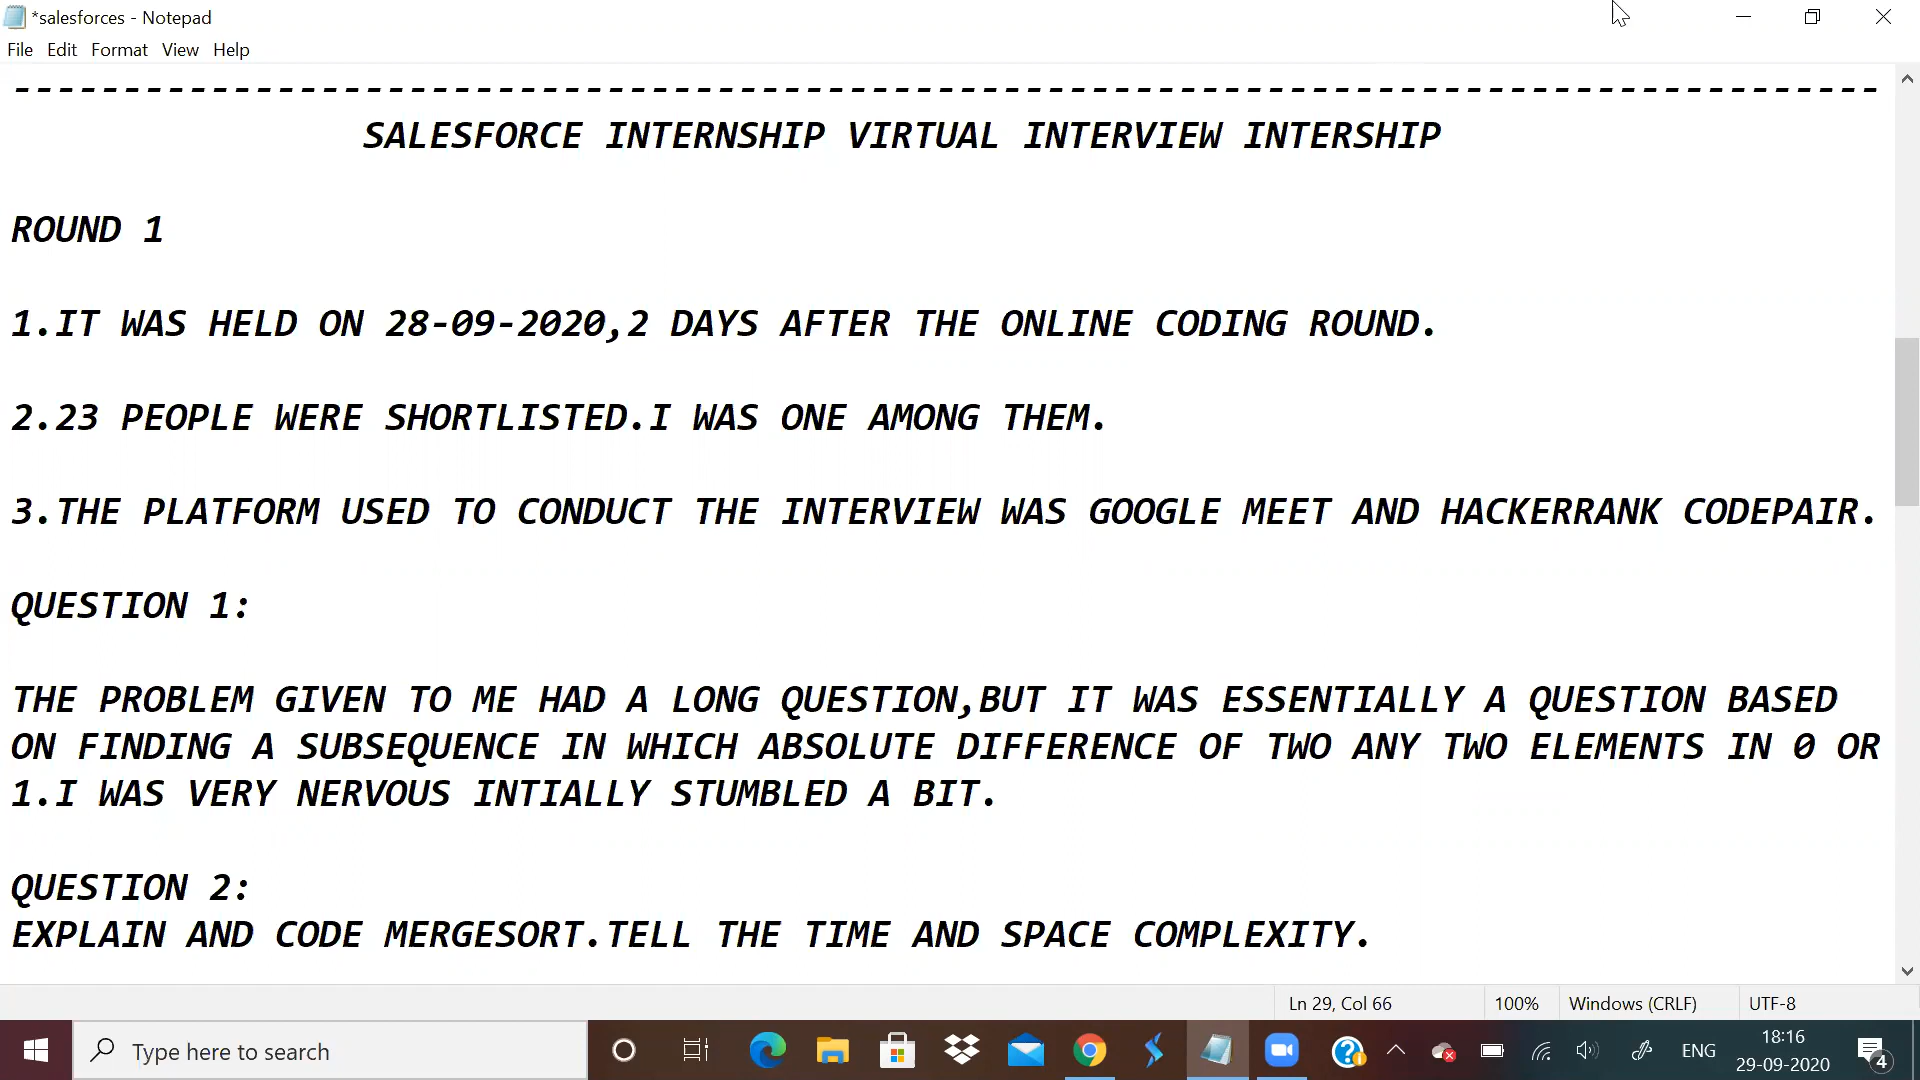 *salesforces - Notepad
File Edit Format View Help
--------------------------------------------------------------------------------------
SALESFORCE INTERNSHIP VIRTUAL INTERVIEW INTERSHIP
ROUND 1
1.IT WAS HELD ON 28-09-2020,2 DAYS AFTER THE ONLINE CODING ROUND.
2.23 PEOPLE WERE SHORTLISTED.I WAS ONE AMONG THEM.
3.THE PLATFORM USED TO CONDUCT THE INTERVIEW WAS GOOGLE MEET AND HACKERRANK CODEPAIR.
QUESTION 1:
THE PROBLEM GIVEN TO ME HAD A LONG QUESTION,BUT IT WAS ESSENTIALLY A QUESTION BASED
ON FINDING A SUBSEQUENCE IN WHICH ABSOLUTE DIFFERENCE OF TWO ANY TWO ELEMENTS IN 0 OR
1.I WAS VERY NERVOUS INTIALLY STUMBLED A BIT.
QUESTION 2:
EXPLAIN AND CODE MERGESORT.TELL THE TIME AND SPACE COMPLEXITY.
Ln 29, Col 66 100% Windows (CRLF) UTF-8
Type here to search ENG 18:16
29-09-2020 4